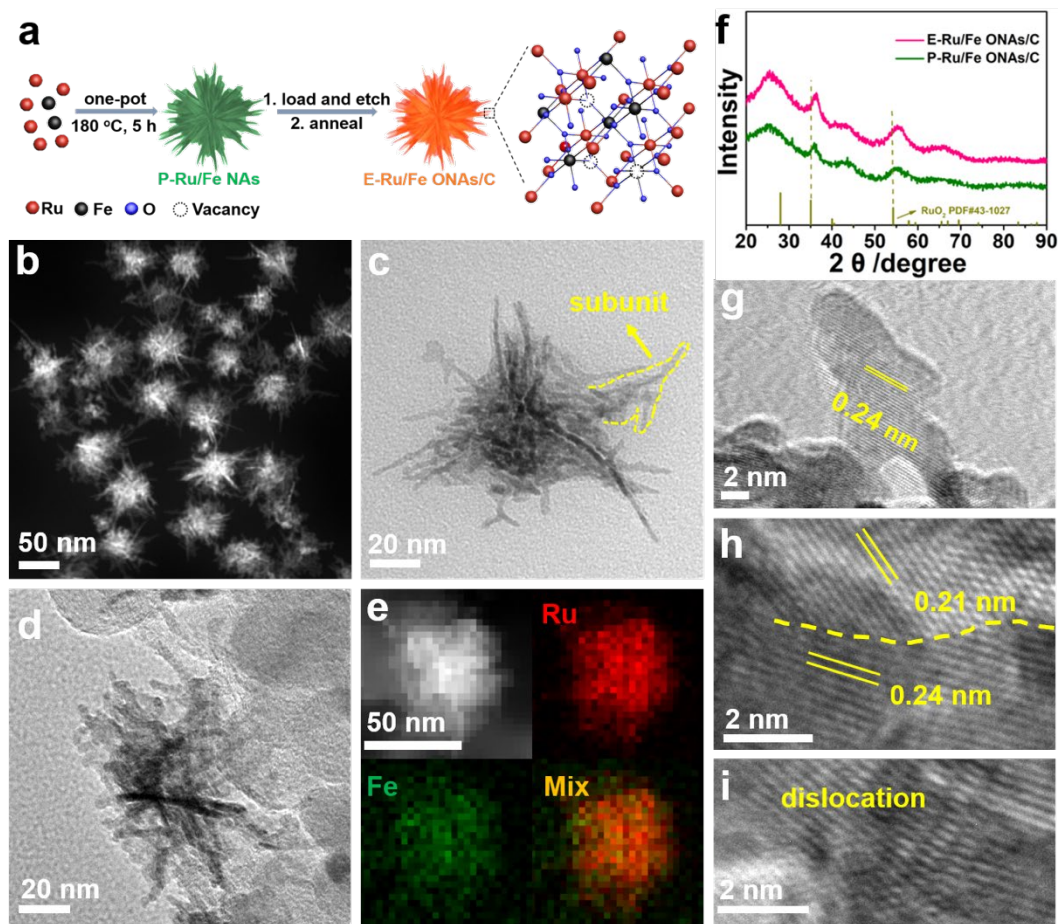 a
one-pot
180 °C, 5 h
P-Ru/Fe NAs
1. load and etch
2. anneal
E-Ru/Fe ONAs/C
Ru Fe O Vacancy
b
50 nm
c
subunit
20 nm
d
20 nm
e
50 nm
Ru
Fe
Mix
f
E-Ru/Fe ONAs/C
P-Ru/Fe ONAs/C
Intensity
RuO₂ PDF#43-1027
20 30 40 50 60 70 80 90
2 θ /degree
g
0.24 nm
2 nm
h
0.21 nm
0.24 nm
2 nm
i
dislocation
2 nm